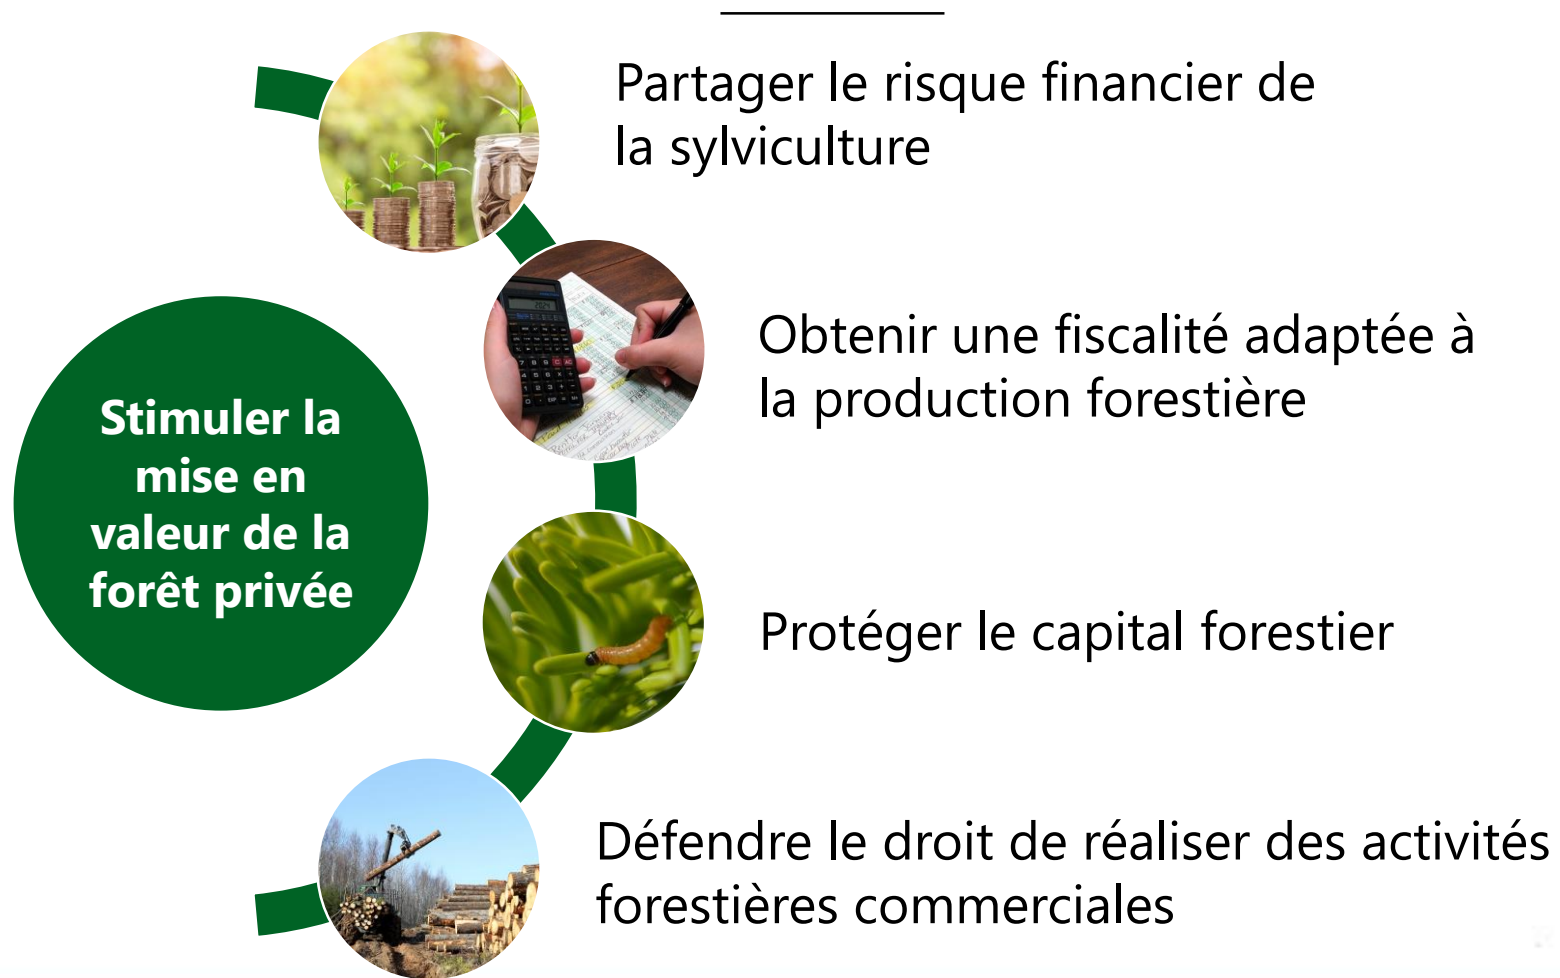 Partager le risque financier de
la sylviculture
Obtenir une fiscalité adaptée à
la production forestière
Stimuler la
mise en
valeur de la
forêt privée
Protéger le capital forestier
Défendre le droit de réaliser des activités
forestières commerciales